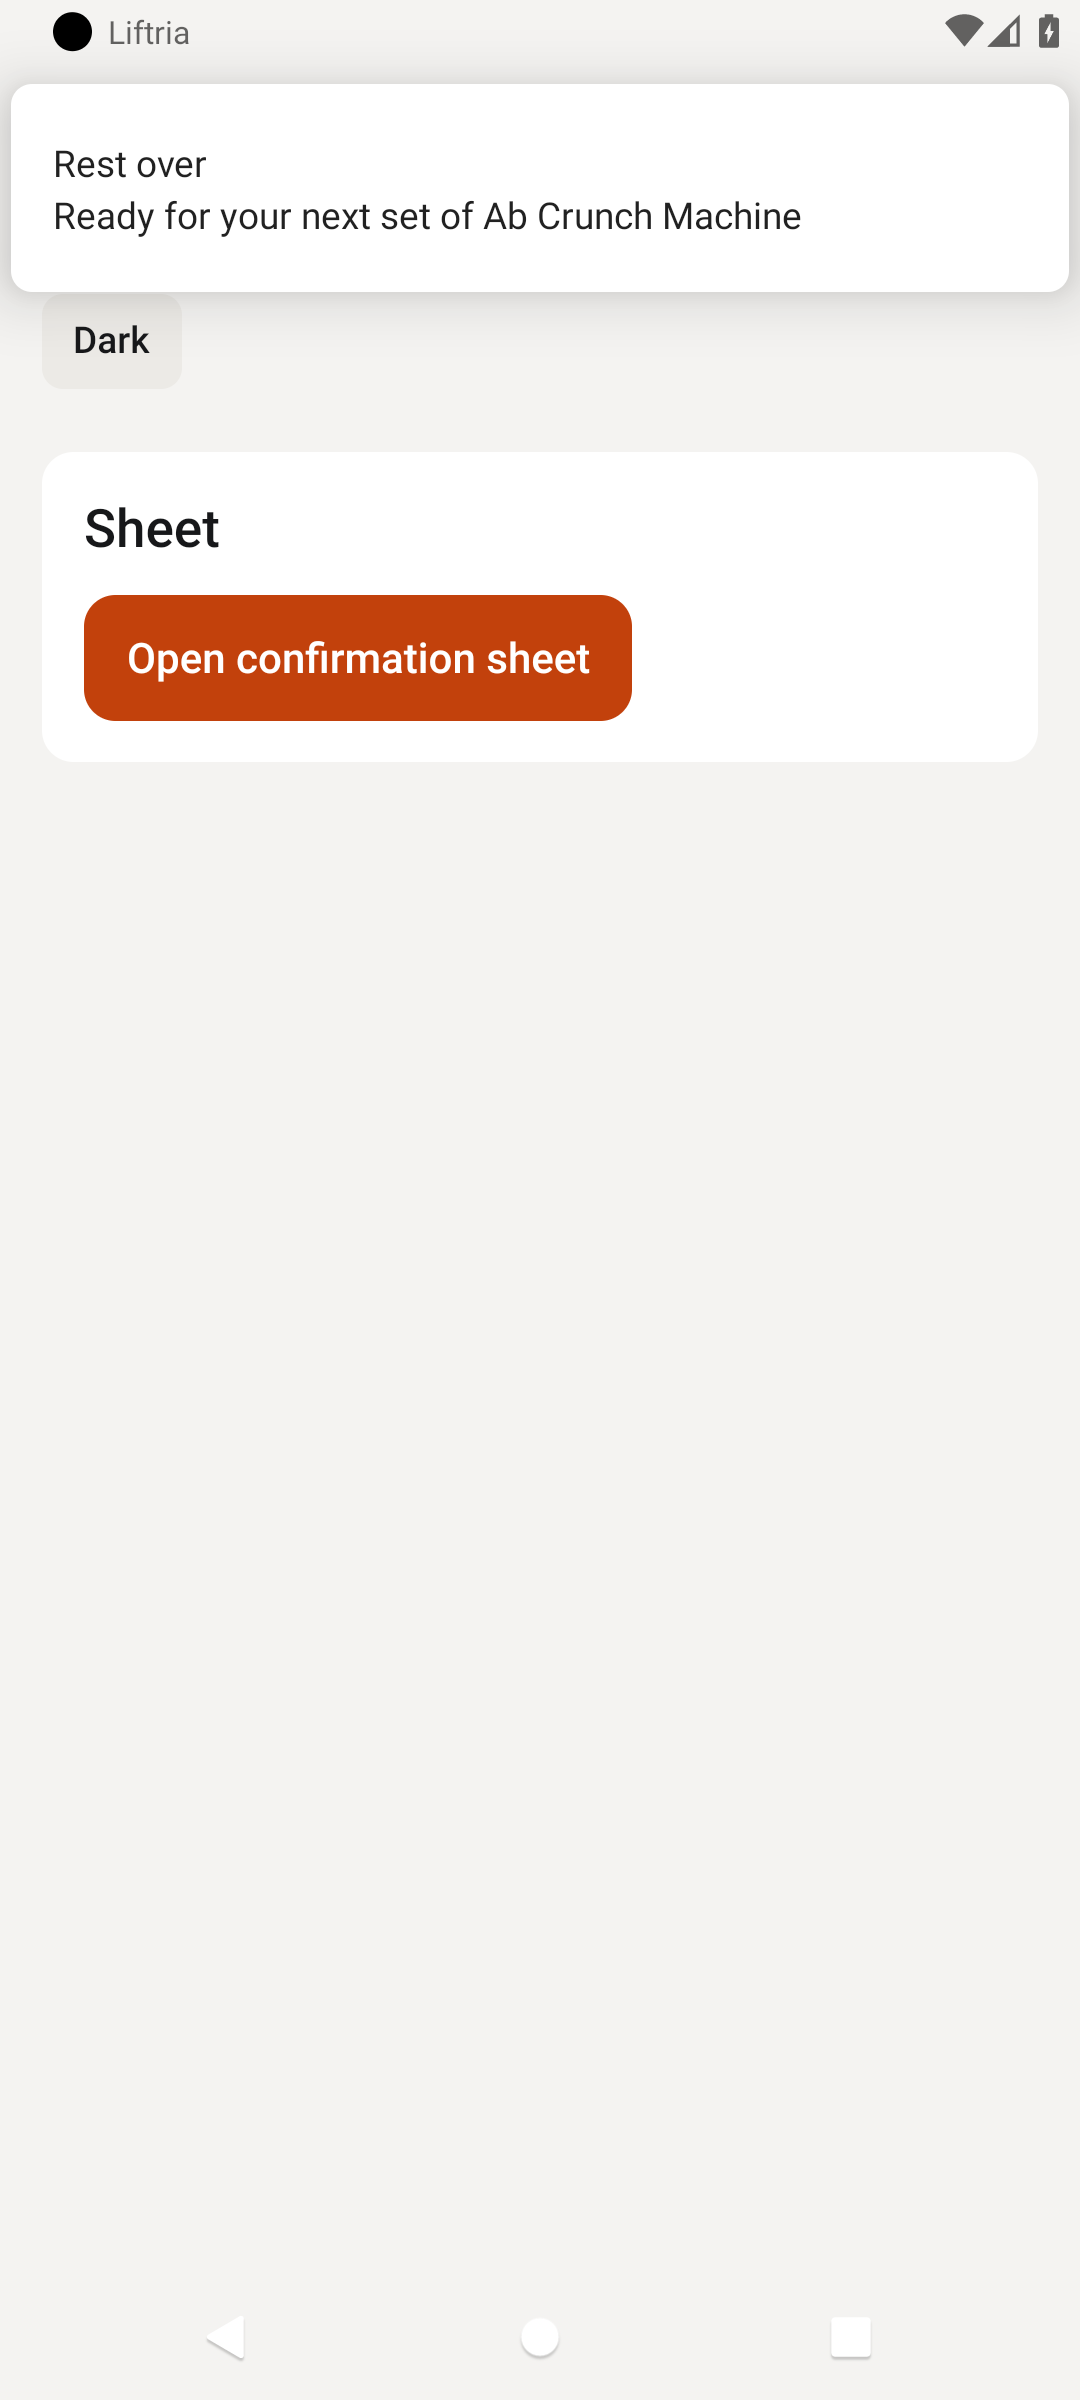 Liftria
Rest over
Ready for your next set of Ab Crunch Machine
Dark
Sheet
Open confirmation sheet